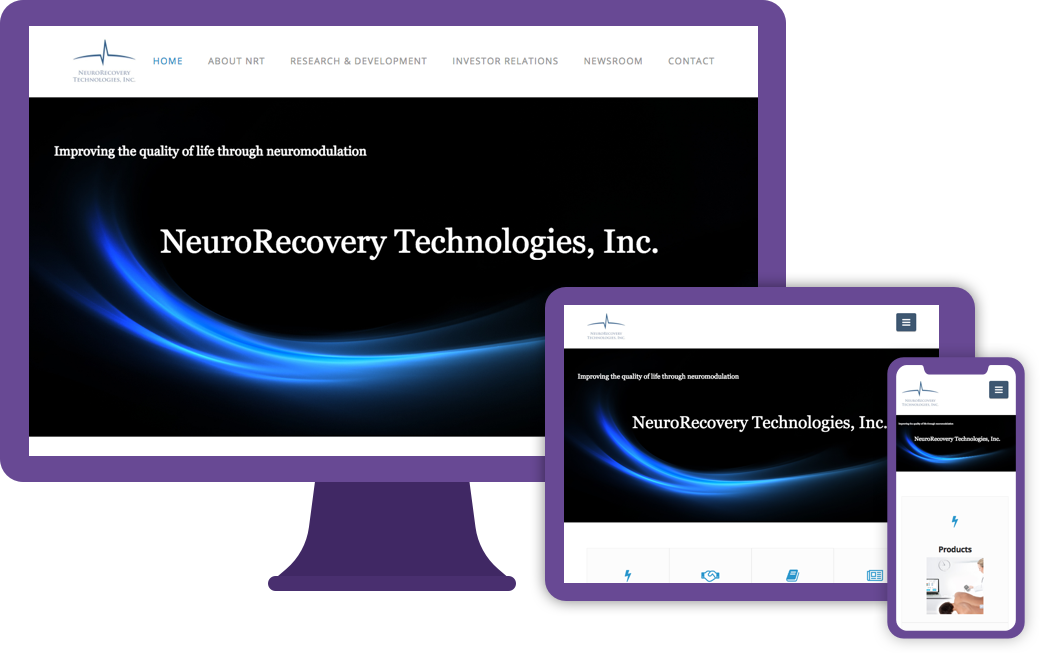 NEURORECOVERY
TECHNOLOGIES, INC.
HOME ABOUT NRT RESEARCH & DEVELOPMENT INVESTOR RELATIONS NEWSROOM CONTACT
Improving the quality of life through neuromodulation
NeuroRecovery Technologies, Inc.
NEURORECOVERY
TECHNOLOGIES, INC.
Improving the quality of life through neuromodulation
NeuroRecovery Technologies, Inc.
NEURORECOVERY
TECHNOLOGIES, INC.
Improving the quality of life through neuromodulation
NeuroRecovery Technologies, Inc.
Products